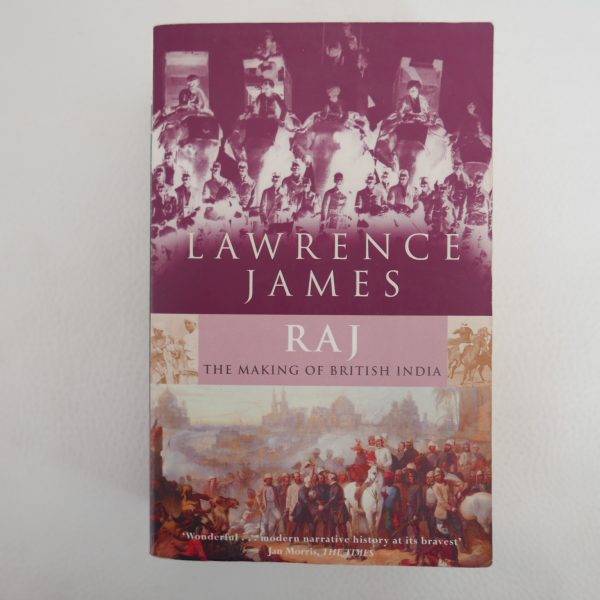 LAWRENCE
JAMES
RAJ
THE MAKING OF BRITISH INDIA
'Wonderful . . . modern narrative history at its bravest'
Jan Morris, THE TIMES